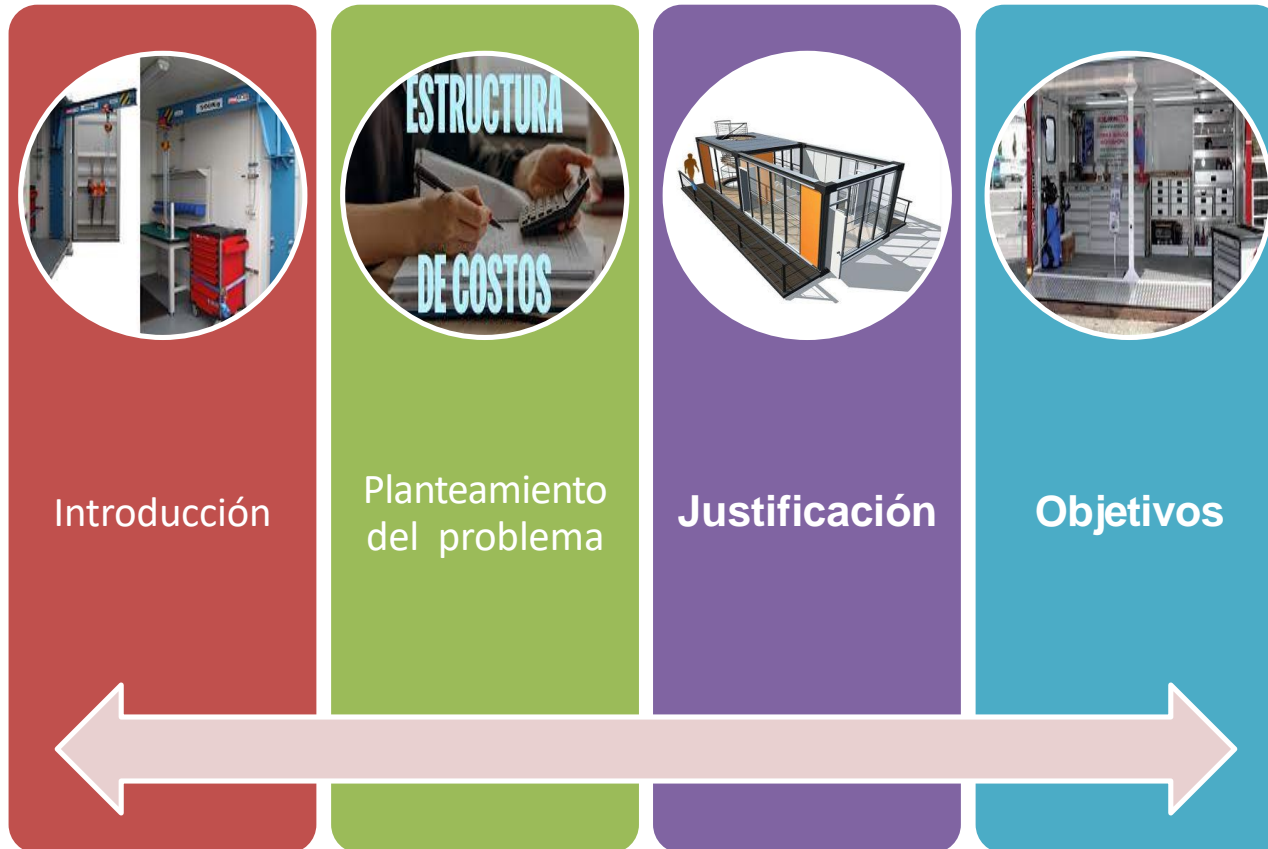 ESTRUCTURA
DE COSTOS
Introducción
Planteamiento
del problema
Justificación
Objetivos